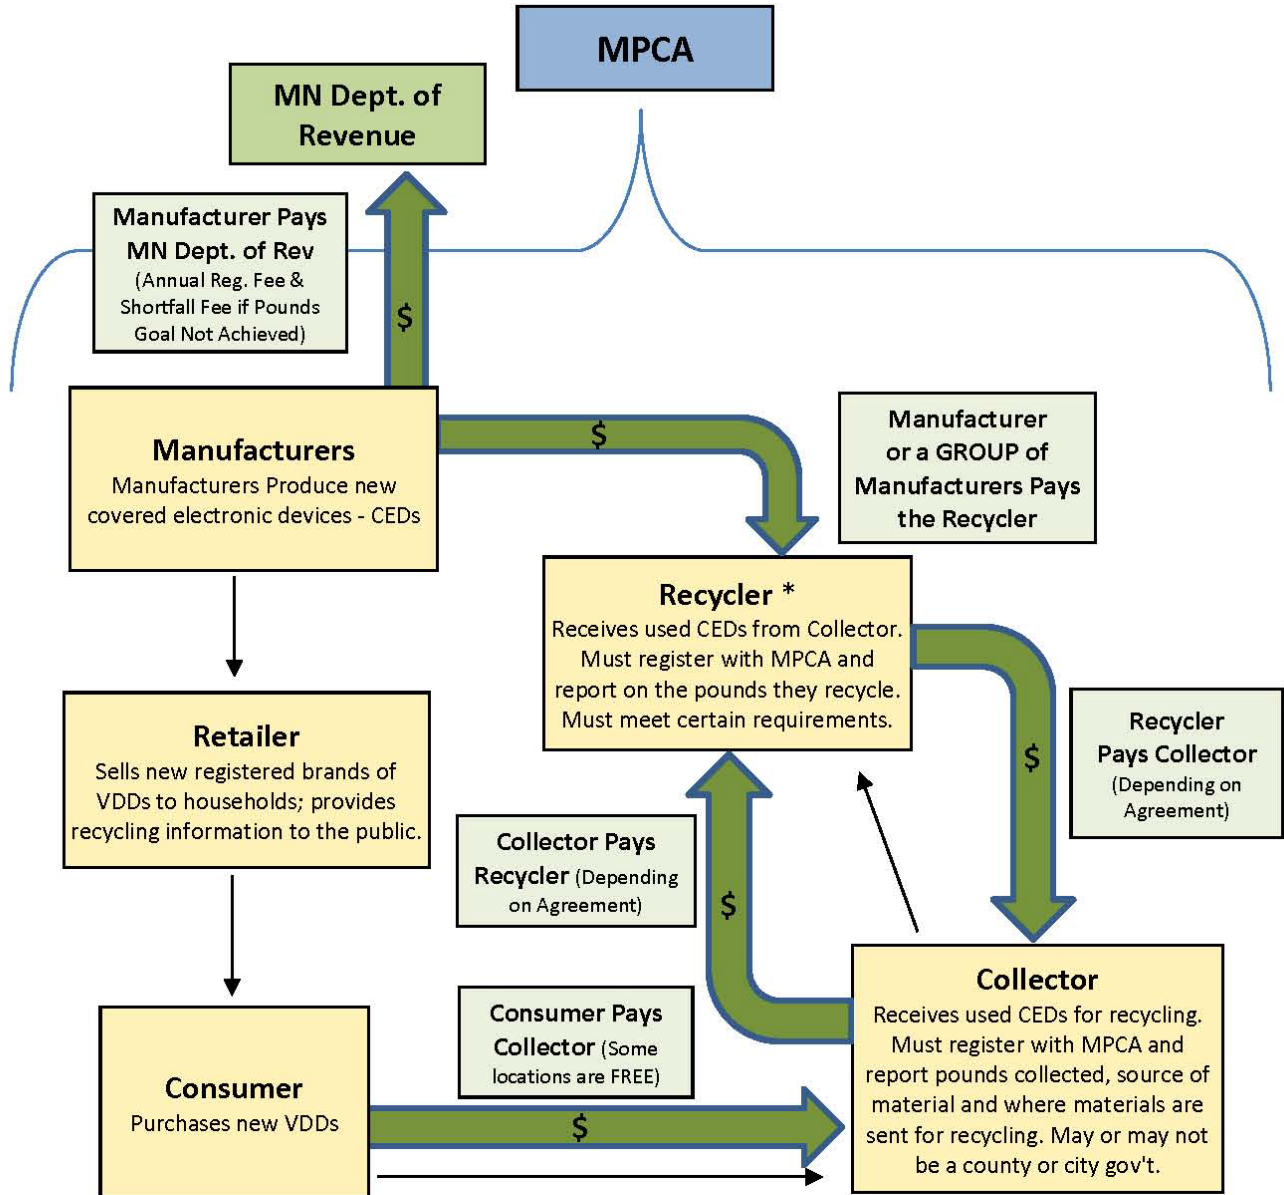 MPCA
MN Dept. of
Revenue
Manufacturer Pays
MN Dept. of Rev
(Annual Reg. Fee &
Shortfall Fee if Pounds
Goal Not Achieved)
$
Manufacturers
Manufacturers Produce new
covered electronic devices - CEDs
$
Manufacturer
or a GROUP of
Manufacturers Pays
the Recycler
Recycler *
Receives used CEDs from Collector.
Must register with MPCA and
report on the pounds they recycle.
Must meet certain requirements.
Retailer
Sells new registered brands of
VDDs to households; provides
recycling information to the public.
$
Recycler
Pays Collector
(Depending on
Agreement)
Collector Pays
Recycler (Depending
on Agreement)
$
Collector
Receives used CEDs for recycling.
Must register with MPCA and
report pounds collected, source of
material and where materials are
sent for recycling. May or may not
be a county or city gov't.
Consumer Pays
Collector (Some
locations are FREE)
$
Consumer
Purchases new VDDs